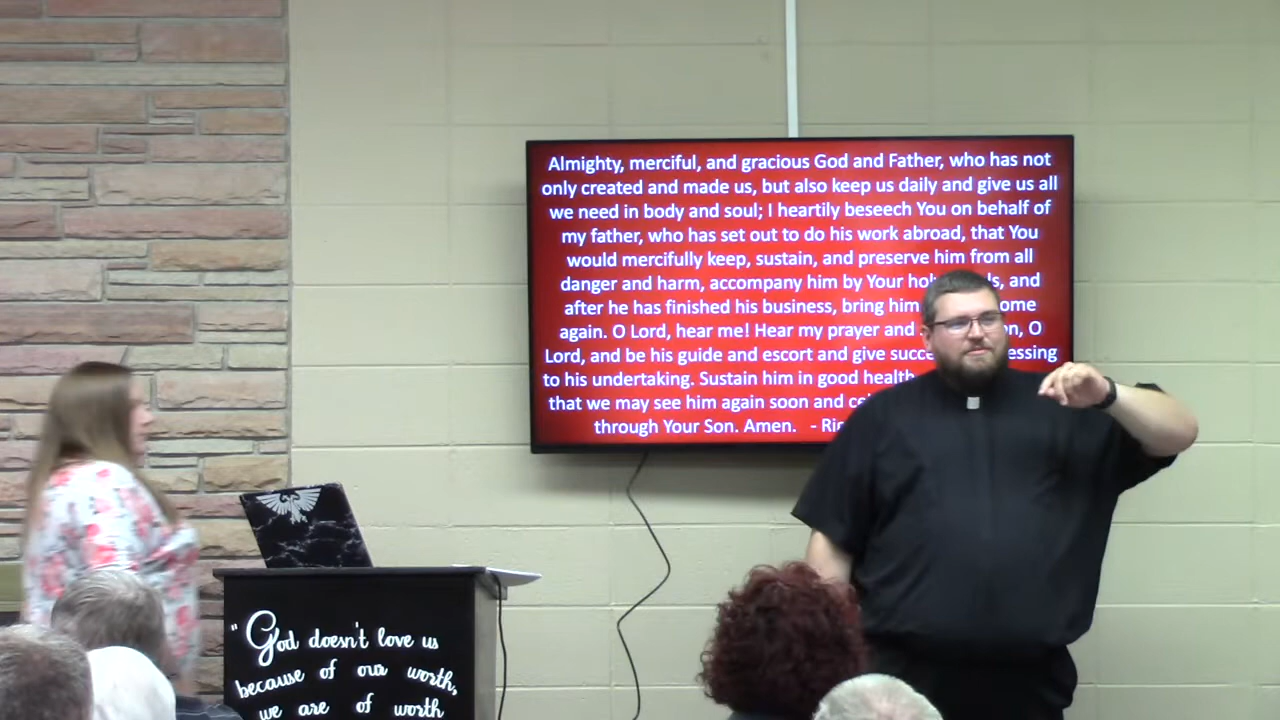 Almighty, merciful, and gracious God and Father, who has not
only created and made us, but also keep us daily and give us all
we need in body and soul; I heartily beseech You on behalf of
my father, who has set out to do his work abroad, that You
would mercifully keep, sustain, and preserve him from all
danger and harm, accompany him by Your
after he has finished his business, bring him
again. O Lord, hear me! Hear my prayer and O
Lord, and be his guide and escort and give
to his undertaking. Sustain him in good health
that we may see him again soon and
through Your Son. Amen. -
"God doesn't love us
because of our worth,
we are of worth